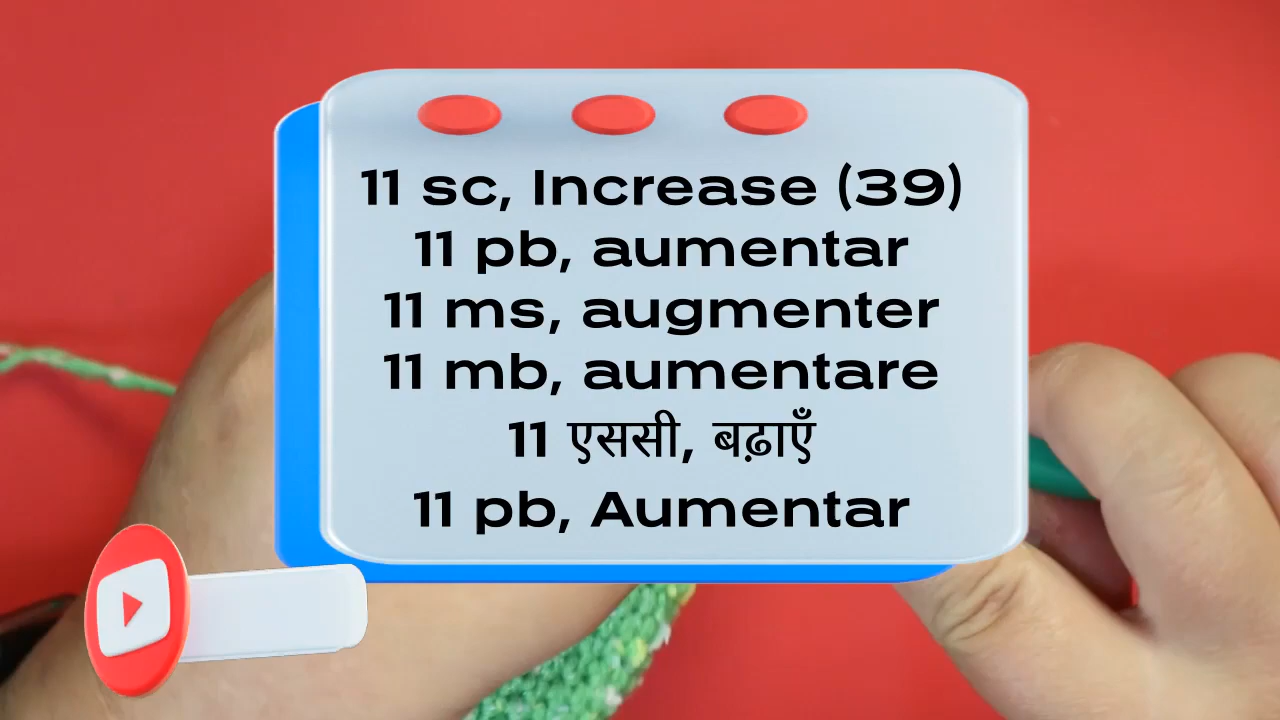 11 sc, Increase (39)
11 pb, aumentar
11 ms, augmenter
11 mb, aumentare
11 एससी, बढ़ाएँ
11 pb, Aumentar